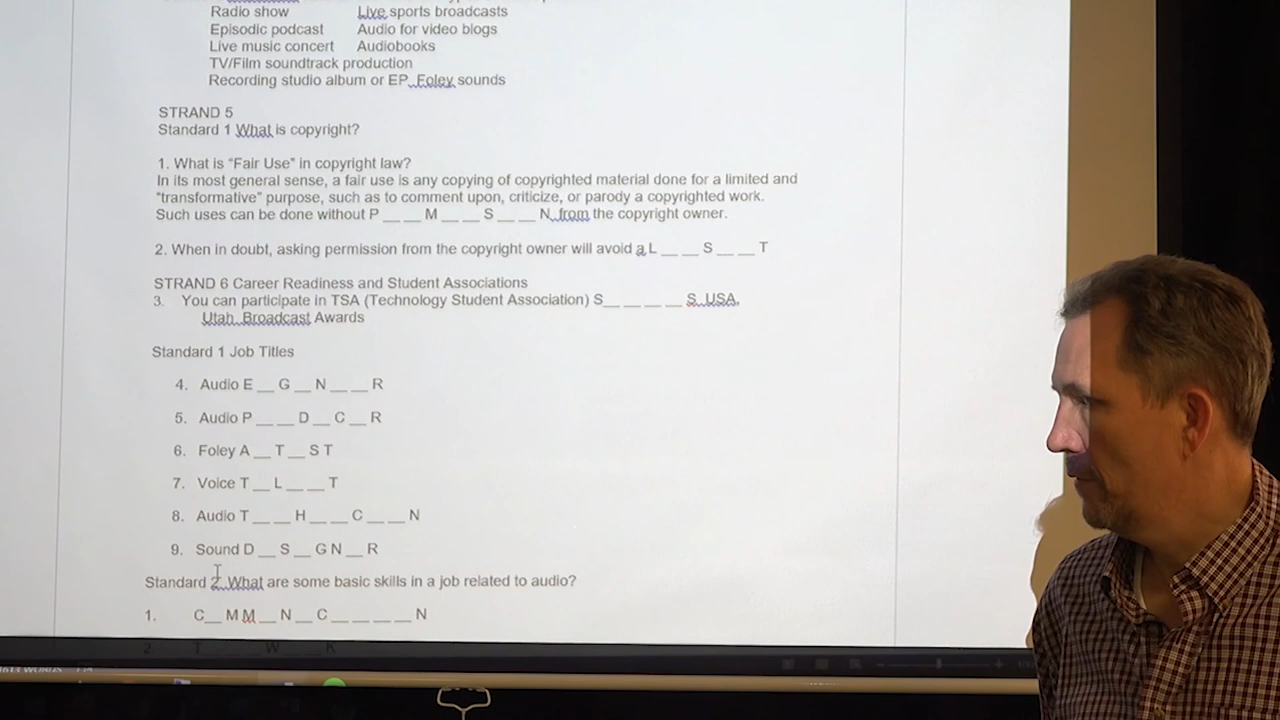 Radio show Live sports broadcasts
Episodic podcast Audio for video blogs
Live music concert Audiobooks
TV/Film soundtrack production
Recording studio album or EP Foley sounds
STRAND 5
Standard 1 What is copyright?
1. What is “Fair Use” in copyright law?
In its most general sense, a fair use is any copying of copyrighted material done for a limited and
“transformative” purpose, such as to comment upon, criticize, or parody a copyrighted work.
Such uses can be done without P __ __ M __ __ S __ __ N from the copyright owner.
2. When in doubt, asking permission from the copyright owner will avoid a L __ __ S __ __ T
STRAND 6 Career Readiness and Student Associations
3. You can participate in TSA (Technology Student Association) S__ __ __ __ S USA,
Utah Broadcast Awards
Standard 1 Job Titles
4. Audio E __ G __ N __ __ R
5. Audio P __ __ D __ C __ R
6. Foley A __ T __ S T
7. Voice T __ L __ __ T
8. Audio T __ __ H __ __ C __ __ N
9. Sound D __ S __ G N __ R
Standard 2 What are some basic skills in a job related to audio?
1. C__ M M __ N __ C __ __ __ __ N